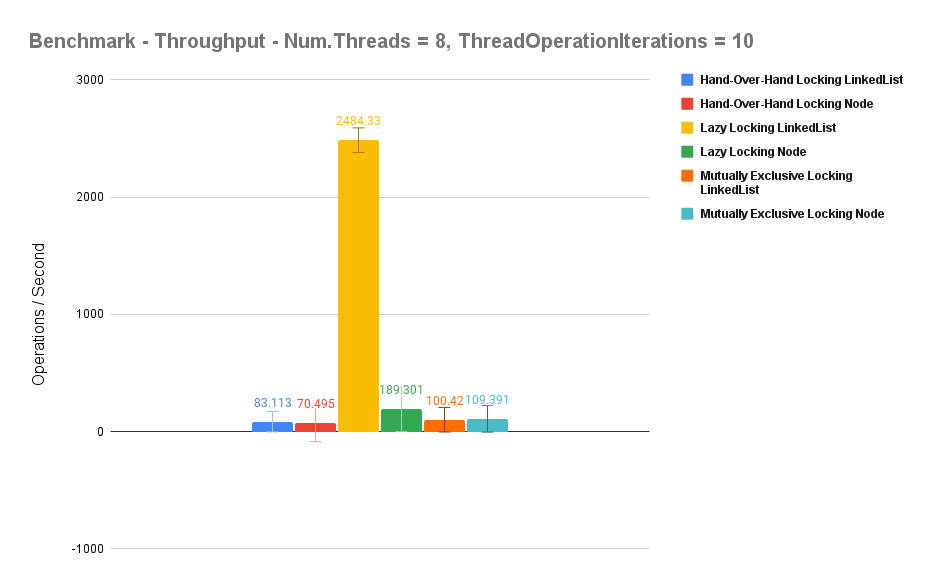 Benchmark - Throughput - Num.Threads = 8, ThreadOperationIterations = 10
3000
2000
1000
0
-1000
Operations / Second
83.113
70.495
2484.33
189.301
100.42
109.391
Hand-Over-Hand Locking LinkedList
Hand-Over-Hand Locking Node
Lazy Locking LinkedList
Lazy Locking Node
Mutually Exclusive Locking
LinkedList
Mutually Exclusive Locking Node